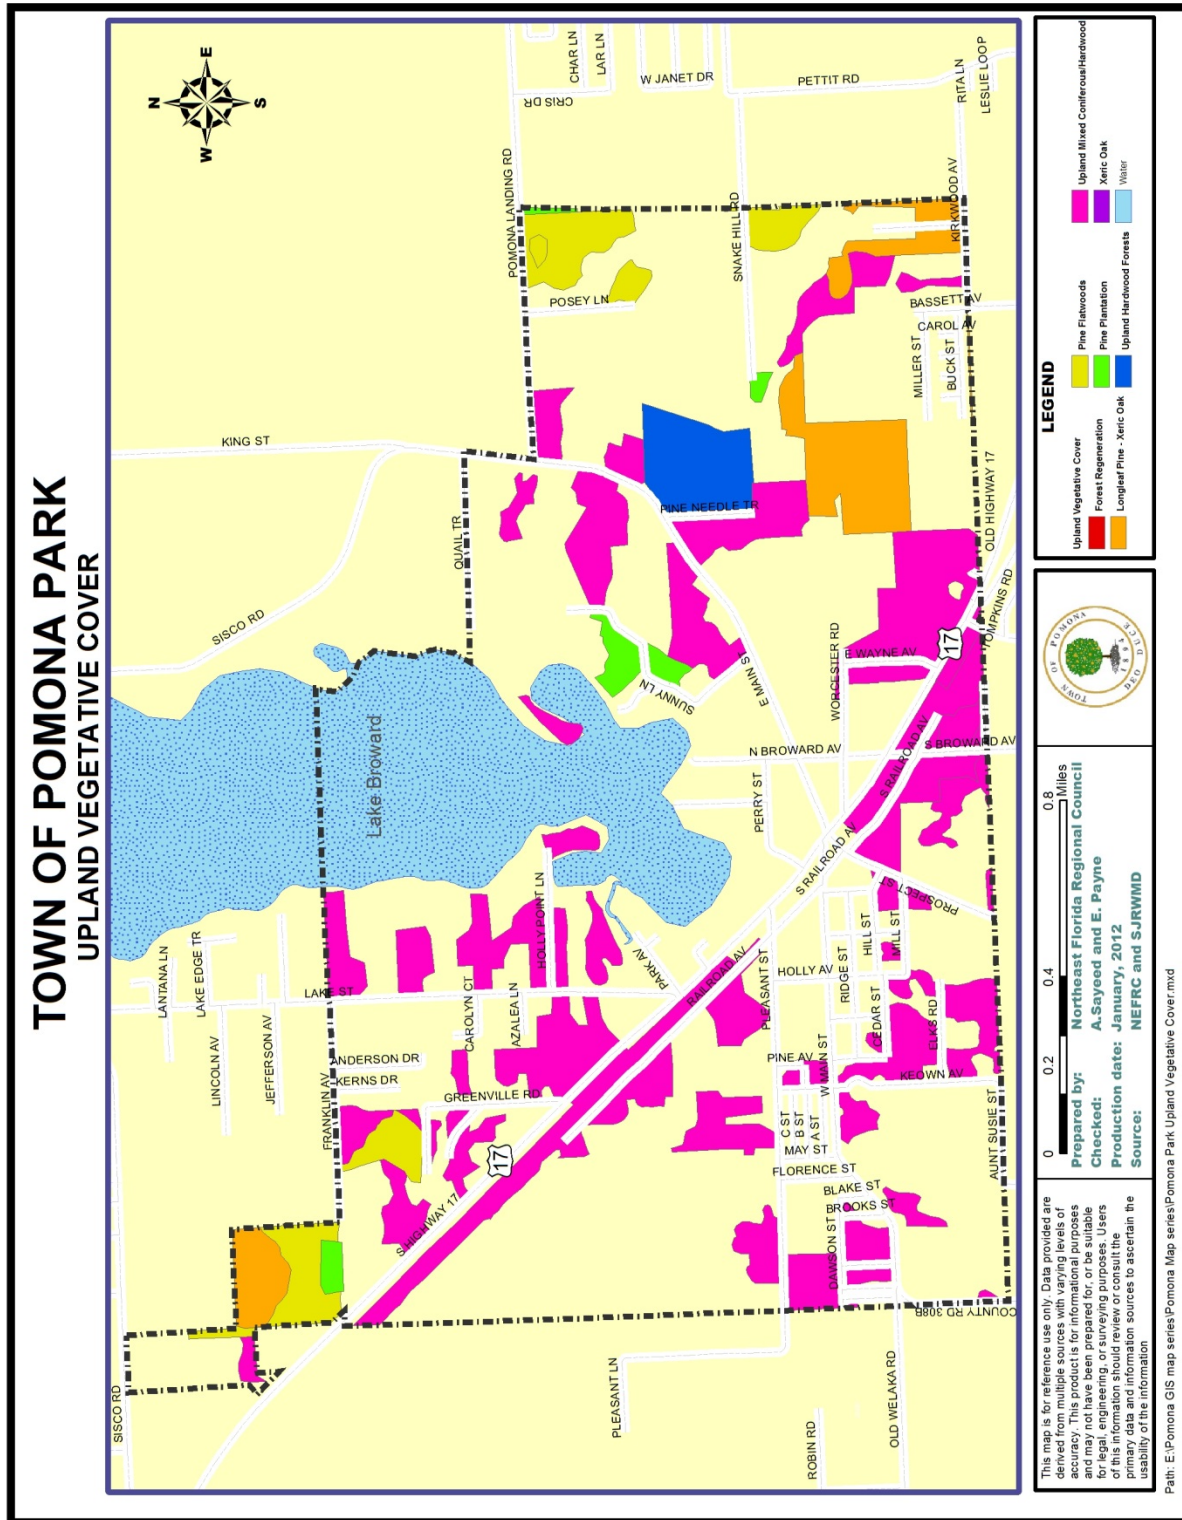 TOWN OF POMONA PARK
UPLAND VEGETATIVE COVER
N
E
S
W
SISCO RD
LANTANA LN
LAKE EDGE TR
LINCOLN AV
JEFFERSON AV
FRANKLIN AV
LAKE ST
ANDERSON DR
KERNS DR
GREENVILLE RD
CAROLYN CT
AZALEA LN
HOLLY POINT LN
PARK AV
Lake Broward
SISCO RD
KING ST
QUAIL TR
POMONA LANDING RD
CRIS DR
CHAR LN
LAR LN
W JANET DR
PETTIT RD
RITA LN
LESLIE LOOP
SNAKE HILL RD
POSEY LN
KIRKWOOD AV
BASSETT AV
CAROL AV
MILLER ST
BUCK ST
OLD HIGHWAY 17
TOMPKINS RD
PINE NEEDLE TR
SUNNY LN
E MAIN ST
WORCESTER RD
E WAYNE AV
17
N BROWARD AV
S BROWARD AV
S RAILROAD AV
PERRY ST
S RAILROAD AV
PROSPECT ST
RAILROAD AV
PLEASANT ST
HOLLY AV
RIDGE ST
HILL ST
MILL ST
CEDAR ST
ELKS RD
PINE AV
W MAIN ST
KEOWN AV
C ST
B ST
A ST
MAY ST
FLORENCE ST
BLAKE ST
BROOKS ST
DAWSON ST
AUNT SUSIE ST
COUNTY RD 308B
S HIGHWAY 17
17
PLEASANT LN
ROBIN RD
OLD WELAKA RD
This map is for reference use only. Data provided are
derived from multiple sources with varying levels of
accuracy. This product is for informational purposes
and may not have been prepared for, or be suitable
for legal, engineering, or surveying purposes. Users
of this information should review or consult the
primary data and information sources to ascertain the
usability of the information
0 0.2 0.4 0.8
Miles
Prepared by: Northeast Florida Regional Council
Checked: A.Sayeed and E. Payne
Production date: January, 2012
Source: NEFRC and SJRWMD
TOWN OF POMONA
1894
DEO DUCE
LEGEND
Upland Vegetative Cover
Forest Regeneration
Longleaf Pine - Xeric Oak
Pine Flatwoods
Pine Plantation
Upland Hardwood Forests
Upland Mixed Coniferous/Hardwood
Xeric Oak
Water
Path: E:\Pomona GIS map series\Pomona Map series\Pomona Park Upland Vegetative Cover.mxd